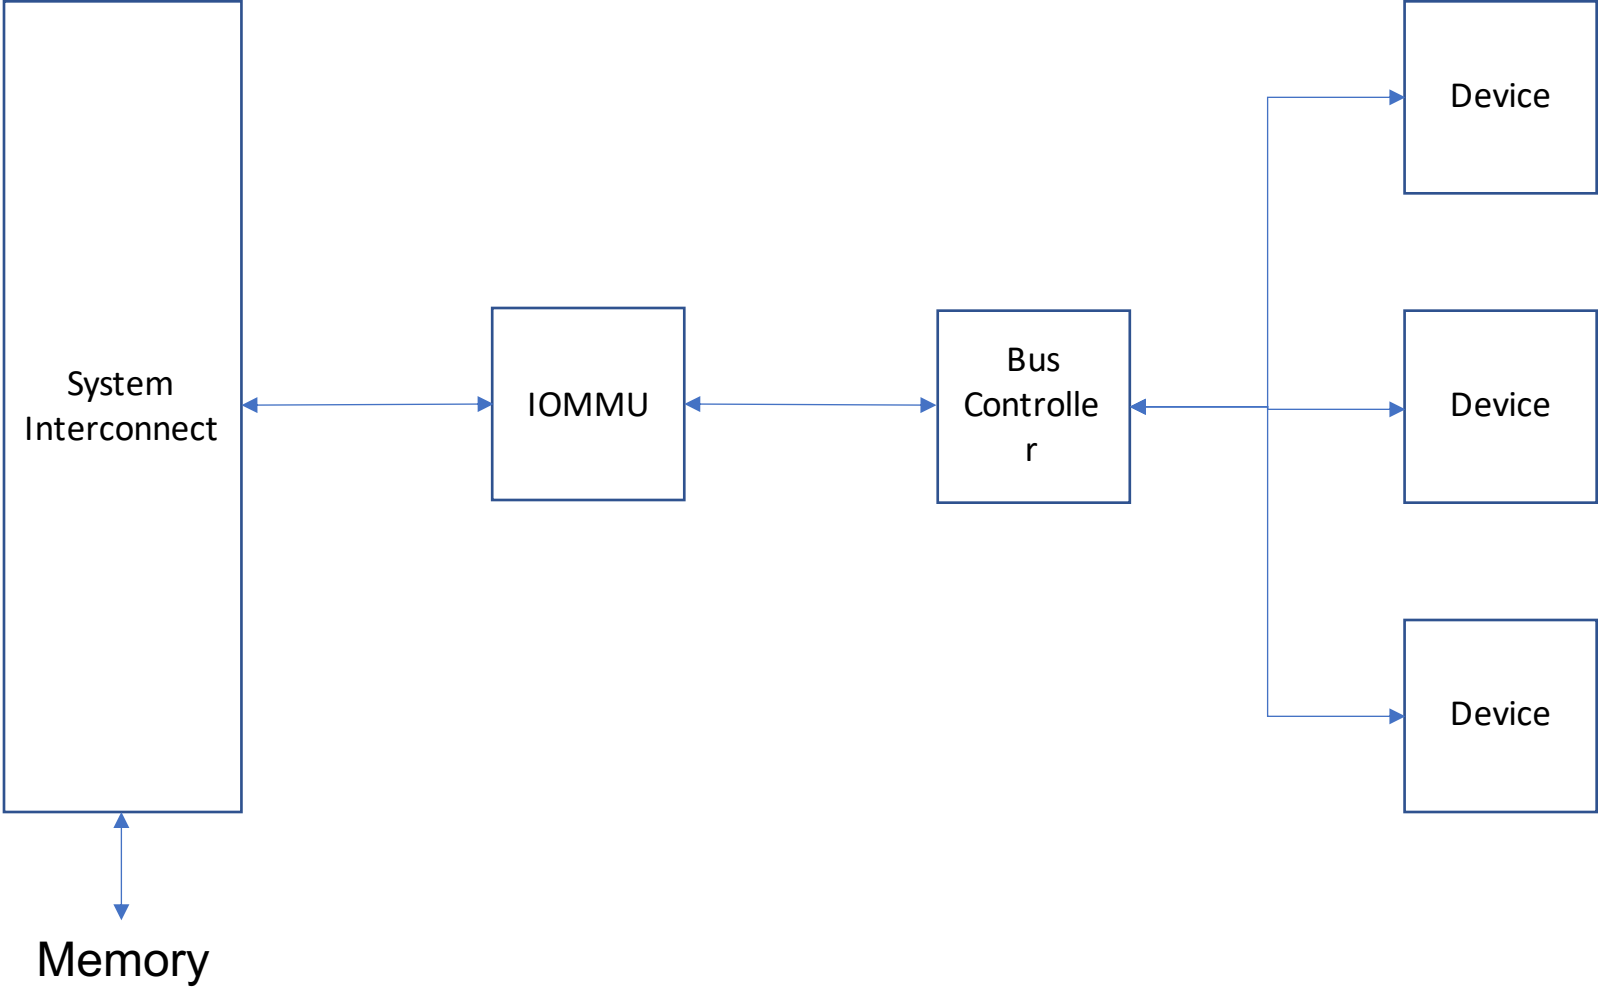 System
Interconnect
IOMMU
Bus
Controlle
r
Device
Device
Device
Memory